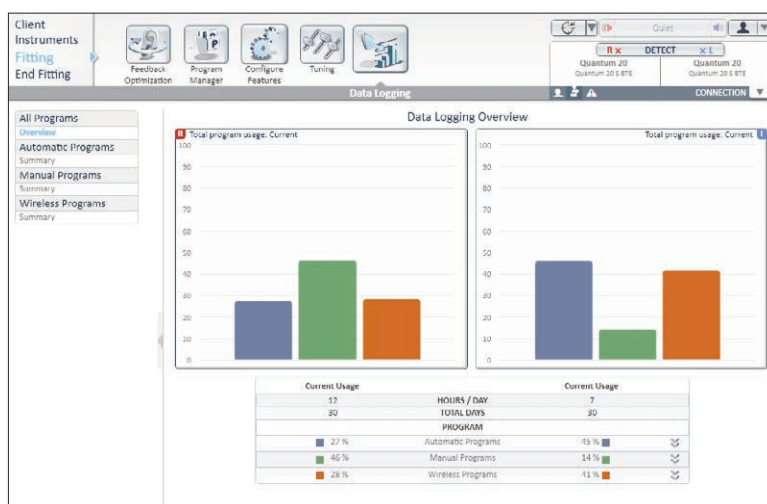 Client
Instruments
Fitting
End Fitting
Feedback
Optimization
Program
Manager
Configure
Features
Tuning
Data Logging
Quiet
R x DETECT x L
Quantum 20
Quantum 20 S BTE
Quantum 20
Quantum 20 S BTE
CONNECTION
All Programs
Overview
Automatic Programs
Summary
Manual Programs
Summary
Wireless Programs
Summary
Data Logging Overview
R Total program usage: Current
100
90
80
70
60
50
40
30
20
10
0
Total program usage: Current L
100
90
80
70
60
50
40
30
20
10
0
Current Usage Current Usage
12 HOURS / DAY 7
30 TOTAL DAYS 30
PROGRAM
27 % Automatic Programs 45 %
46 % Manual Programs 14 %
28 % Wireless Programs 41 %